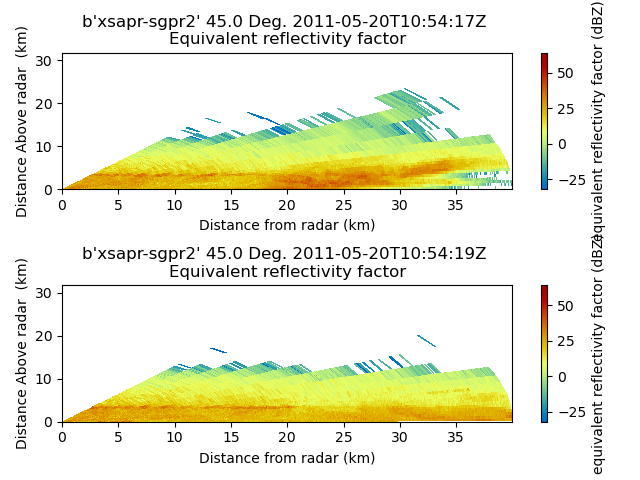 b'xsapr-sgpr2' 45.0 Deg. 2011-05-20T10:54:17Z
Equivalent reflectivity factor
Distance Above radar  (km)
30
20
10
0
0 5 10 15 20 25 30 35
Distance from radar (km)
50
25
0
−25
equivalent reflectivity factor (dBZ)
b'xsapr-sgpr2' 45.0 Deg. 2011-05-20T10:54:19Z
Equivalent reflectivity factor
Distance Above radar  (km)
30
20
10
0
0 5 10 15 20 25 30 35
Distance from radar (km)
50
25
0
−25
equivalent reflectivity factor (dBZ)